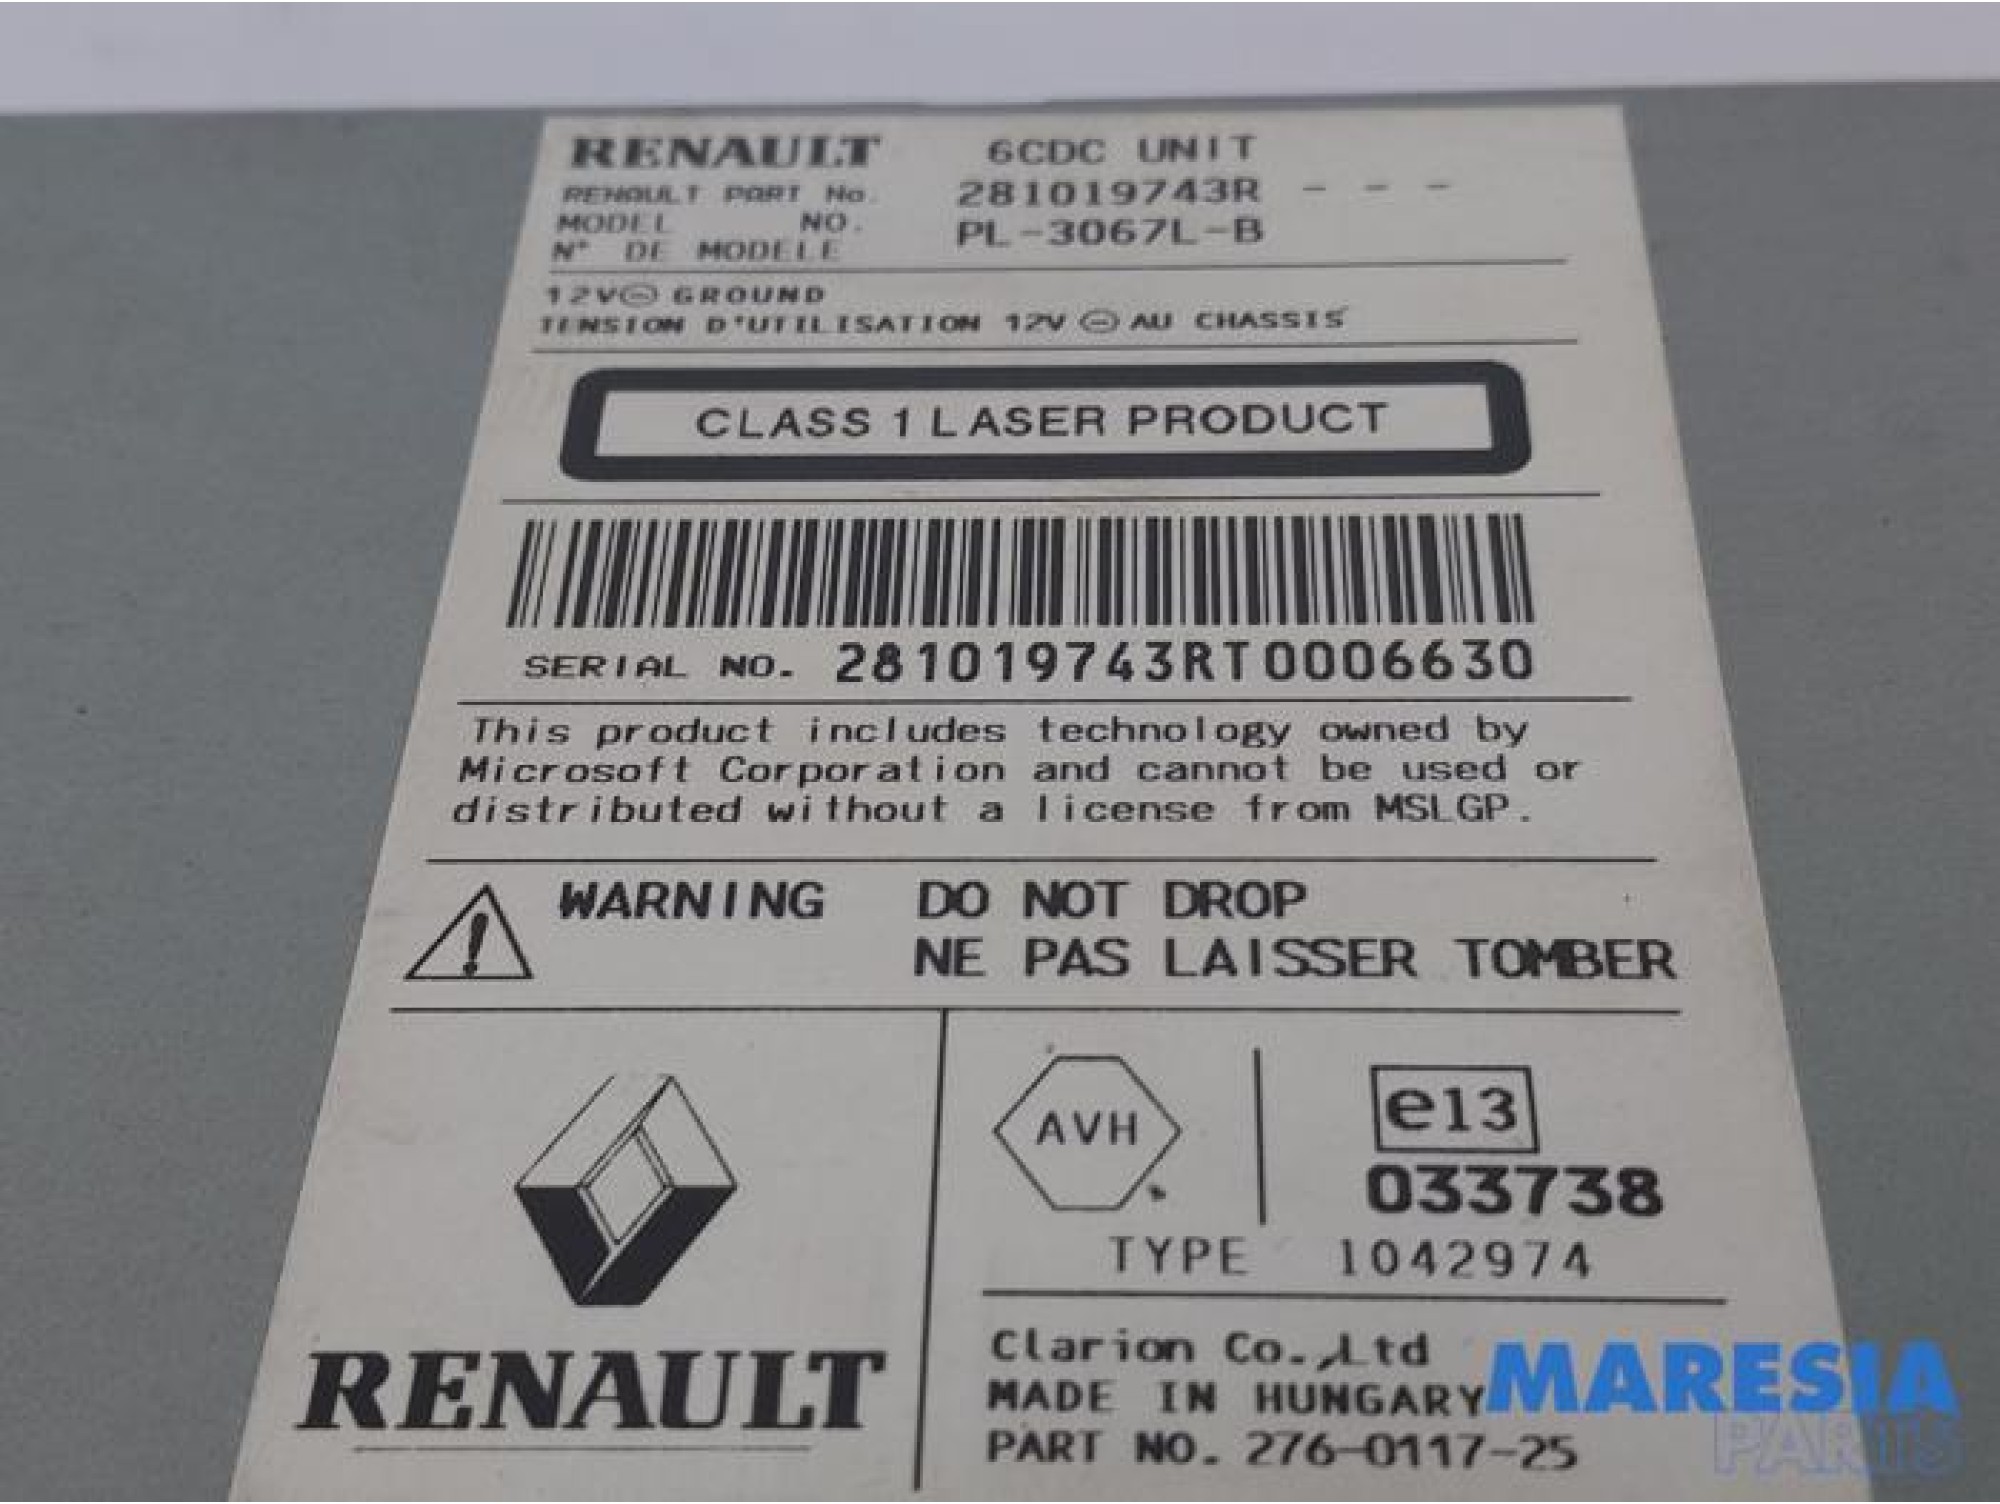 RENAULT 6CDC UNIT
RENAULT PART No. 281019743R - - -
MODEL NO. PL-3067L-B
N° DE MODELE
12V⊖ GROUND
TENSION D'UTILISATION 12V ⊖ AU CHASSIS
CLASS 1 LASER PRODUCT
SERIAL NO. 281019743RT0006630
This product includes technology owned by
Microsoft Corporation and cannot be used or
distributed without a license from MSLGP.
WARNING DO NOT DROP
NE PAS LAISSER TOMBER
AVH e13
033738
TYPE 1042974
RENAULT
Clarion Co.,Ltd
MADE IN HUNGARY
PART NO. 276-0117-25
MARESIA
PARTS